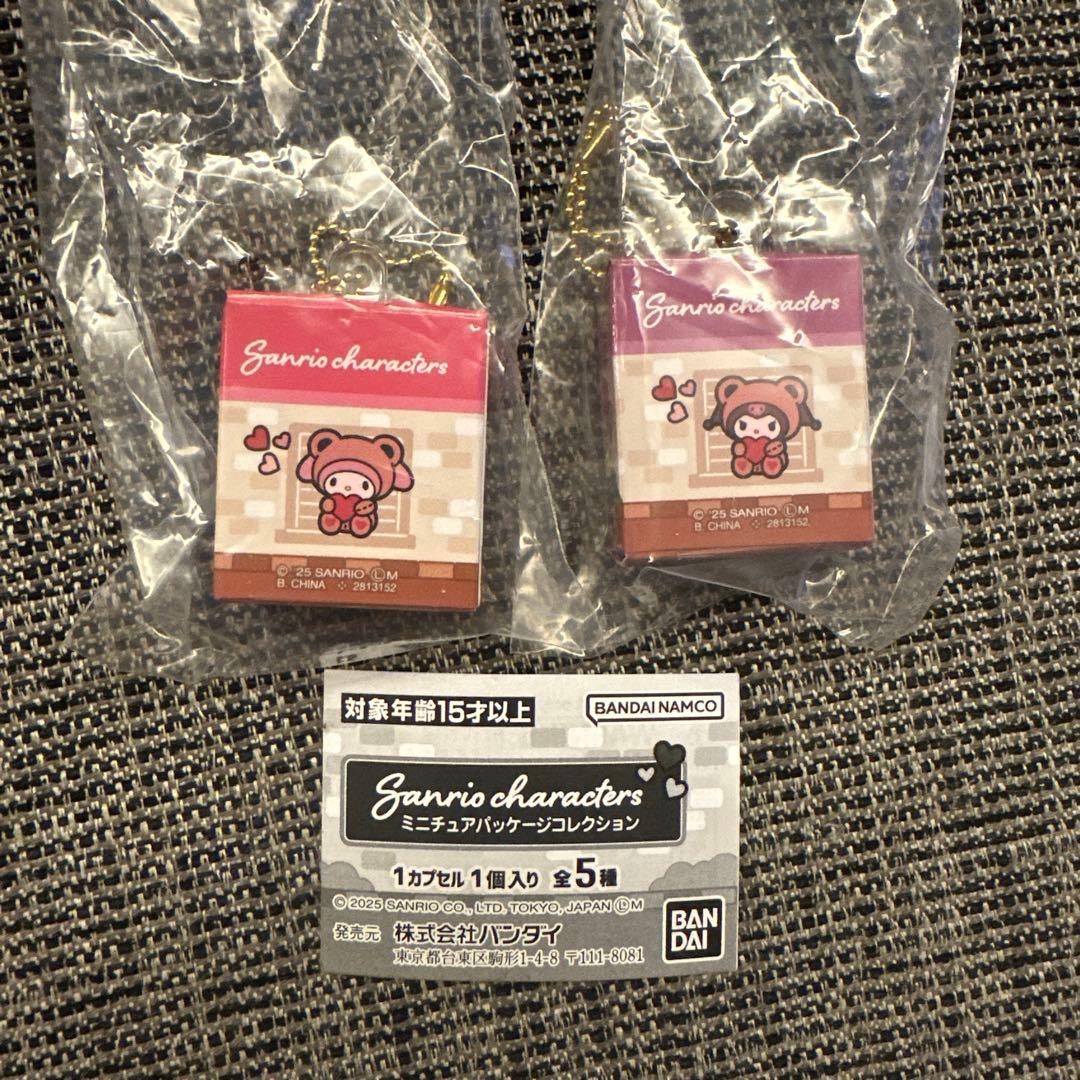 Sanrio characters
© '25 SANRIO Ⓛ M
B. CHINA ⁘ 2813152
Sanrio characters
© '25 SANRIO Ⓛ M
B. CHINA ⁘ 2813152
対象年齢15才以上
BANDAI NAMCO
Sanrio characters
ミニチュアパッケージコレクション
1カプセル 1個入り 全5種
© 2025 SANRIO CO., LTD. TOKYO, JAPAN Ⓛ M
発売元 株式会社バンダイ
東京都台東区駒形1-4-8 〒111-8081
BAN
DAI